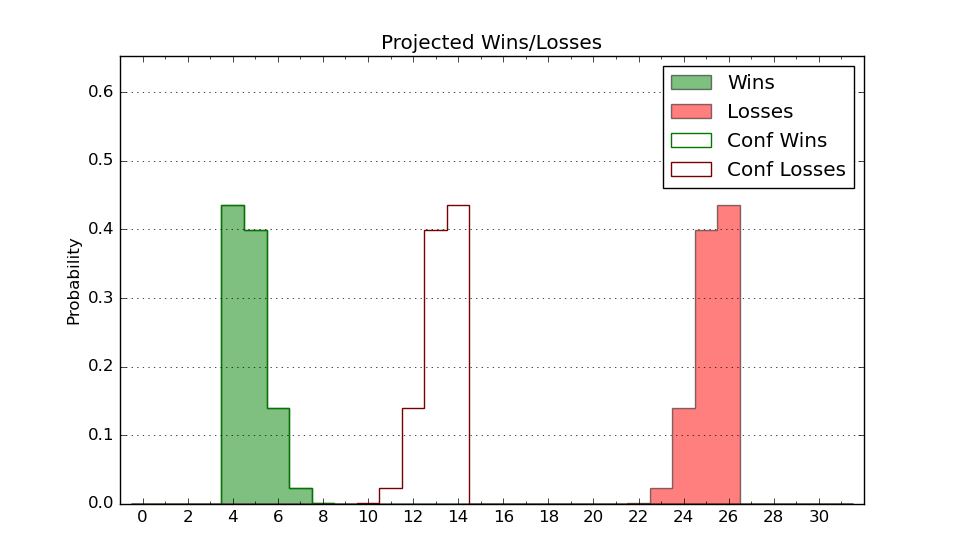 Projected Wins/Losses
Wins
Losses
Conf Wins
Conf Losses
Probability
0.6
0.5
0.4
0.3
0.2
0.1
0.0
0 2 4 6 8 10 12 14 16 18 20 22 24 26 28 30